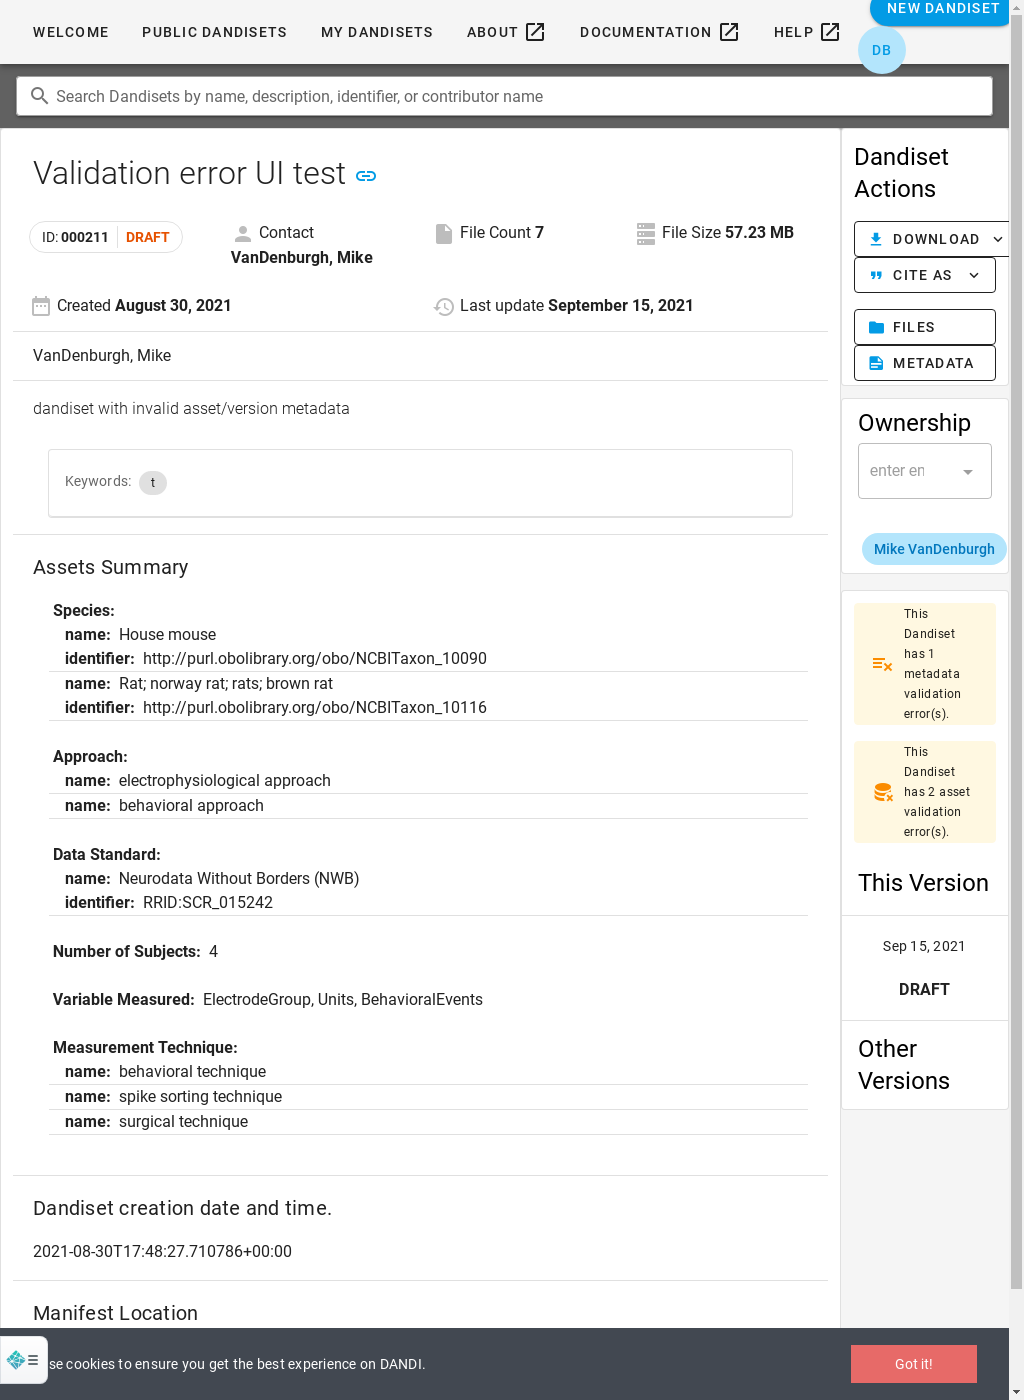 WELCOME PUBLIC DANDISETS MY DANDISETS ABOUT DOCUMENTATION HELP NEW DANDISET
DB
Search Dandisets by name, description, identifier, or contributor name
Validation error UI test
ID: 000211 DRAFT
Contact
VanDenburgh, Mike
File Count 7
File Size 57.23 MB
Created August 30, 2021
Last update September 15, 2021
VanDenburgh, Mike
dandiset with invalid asset/version metadata
Keywords: t
Assets Summary
Species:
name: House mouse
identifier: http://purl.obolibrary.org/obo/NCBITaxon_10090
name: Rat; norway rat; rats; brown rat
identifier: http://purl.obolibrary.org/obo/NCBITaxon_10116
Approach:
name: electrophysiological approach
name: behavioral approach
Data Standard:
name: Neurodata Without Borders (NWB)
identifier: RRID:SCR_015242
Number of Subjects: 4
Variable Measured: ElectrodeGroup, Units, BehavioralEvents
Measurement Technique:
name: behavioral technique
name: spike sorting technique
name: surgical technique
Dandiset creation date and time.
2021-08-30T17:48:27.710786+00:00
Manifest Location
Dandiset
Actions
DOWNLOAD
CITE AS
FILES
METADATA
Ownership
enter en
Mike VanDenburgh
This
Dandiset
has 1
metadata
validation
error(s).
This
Dandiset
has 2 asset
validation
error(s).
This Version
Sep 15, 2021
DRAFT
Other
Versions
se cookies to ensure you get the best experience on DANDI.
Got it!